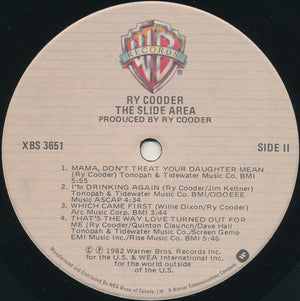 WB
RECORDS
RY COODER
THE SLIDE AREA
PRODUCED BY RY COODER
XBS 3651
SIDE II
1. MAMA, DON'T TREAT YOUR DAUGHTER MEAN
(Ry Cooder) Tonopah & Tidewater Music Co. BMI
5:55
2. I'M DRINKING AGAIN (Ry Cooder/Jim Keltner)
Tonopah & Tidewater Music Co. BMI/OOOEEE
Music ASCAP 4:34
3. WHICH CAME FIRST (Willie Dixon/Ry Cooder)
Arc Music Corp. BMI 3:44
4. THAT'S THE WAY LOVE TURNED OUT FOR
ME (Ry Cooder/Quinton Claunch/Dave Hall
Tonopah & Tidewater Music Co./Screen Gems-
EMI Music Inc./Rise Music Co. BMI 5:46
© ℗ 1982 Warner Bros. Records, Inc.
for the U.S. & WEA International Inc.
for the world outside
of the U.S.
Manufactured and Distributed by WEA Music of Canada, Ltd.
A Warner Communications Company